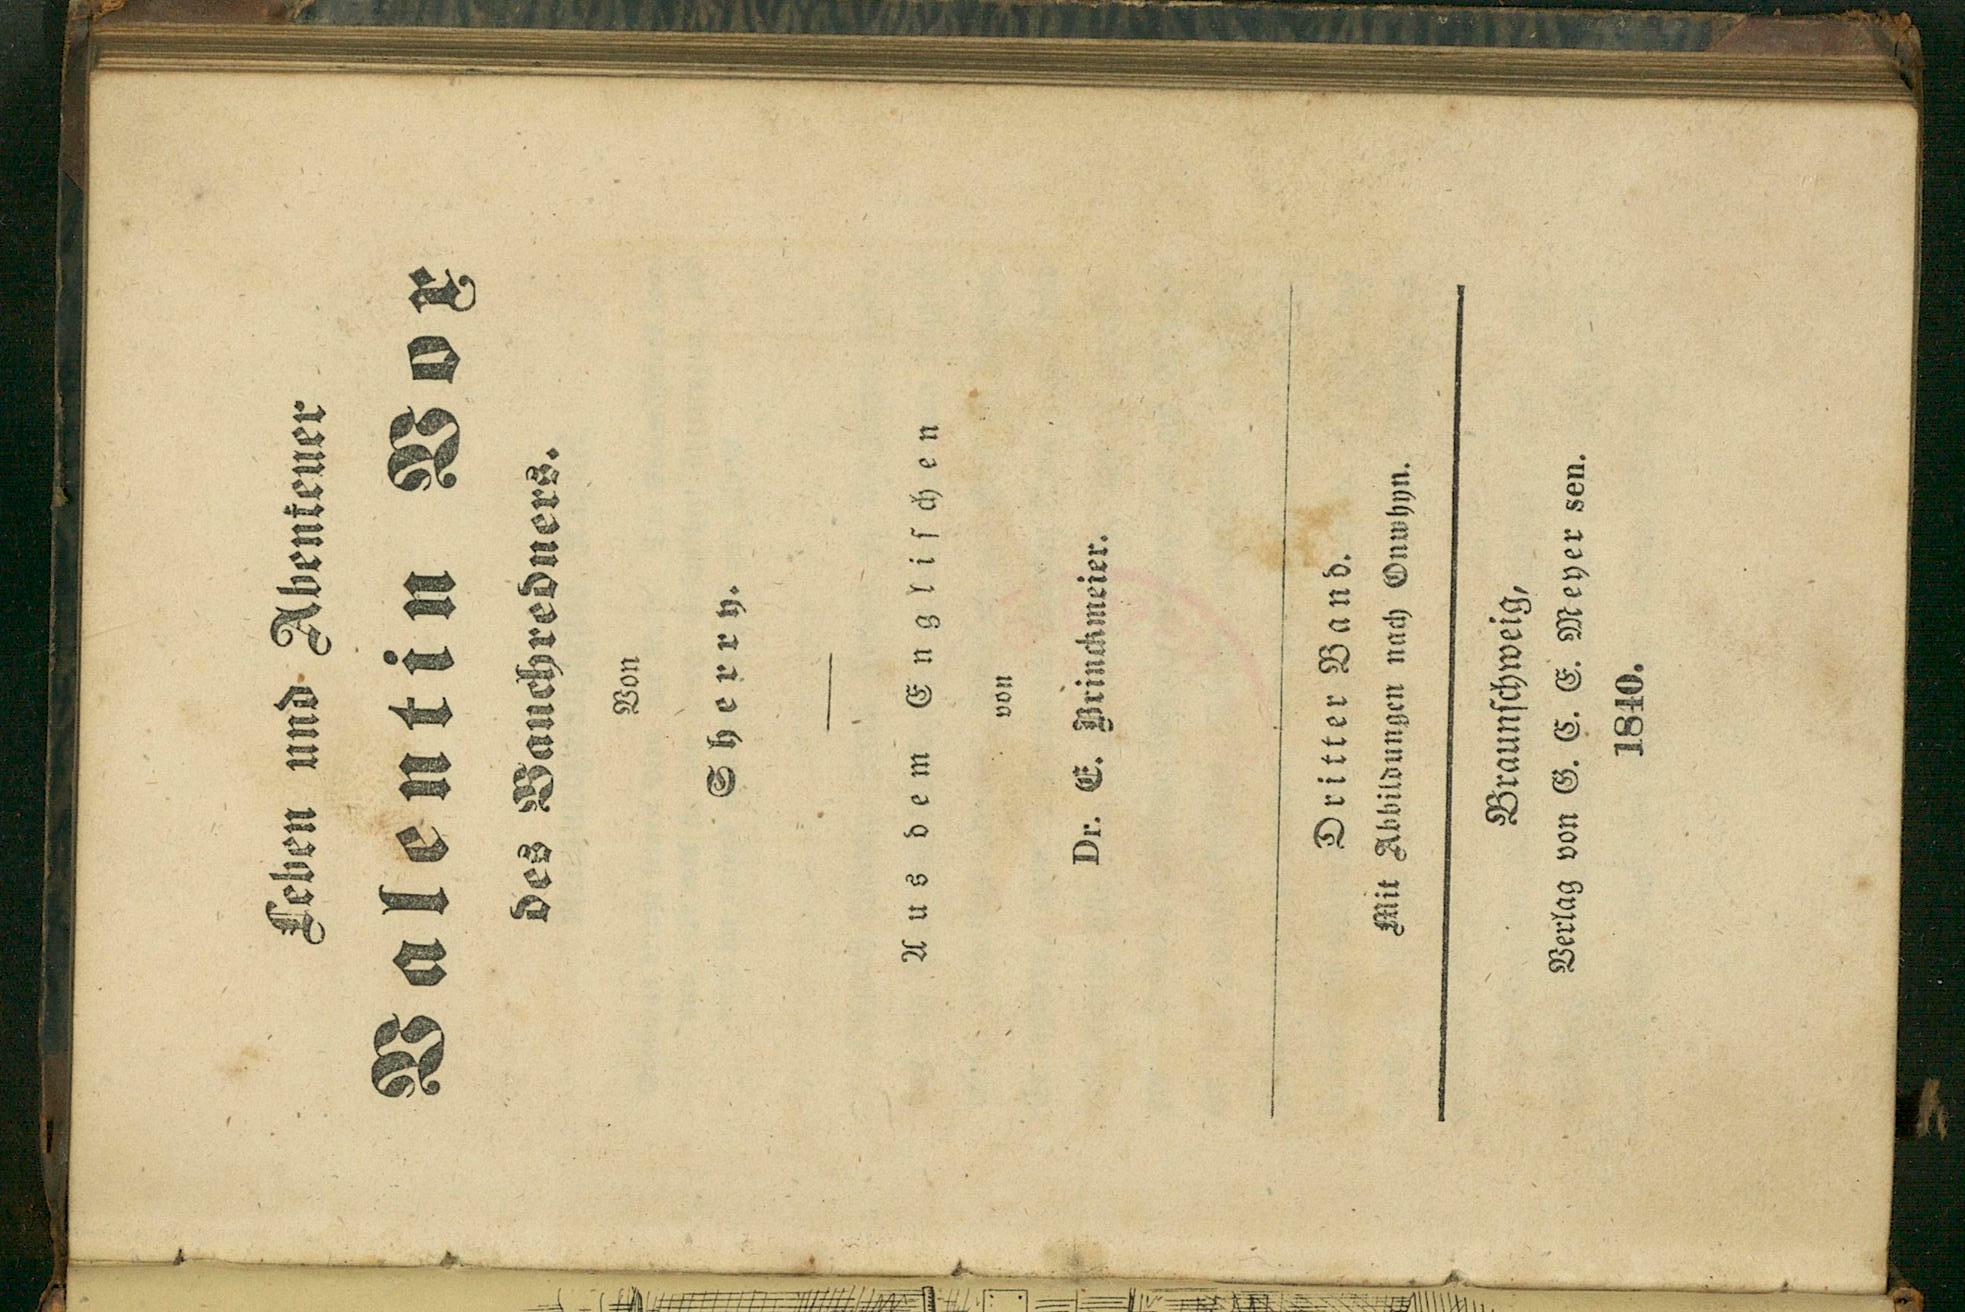 Leben und Abenteuer
Valentin Vox
des Bauchredners.
Von
Sherry.
Aus dem Englischen
von
Dr. E. Brinckmeier.
Dritter Band.
Mit Abbildungen nach Onwhyn.
Braunschweig,
Verlag von G. C. E. Meyer sen.
1840.